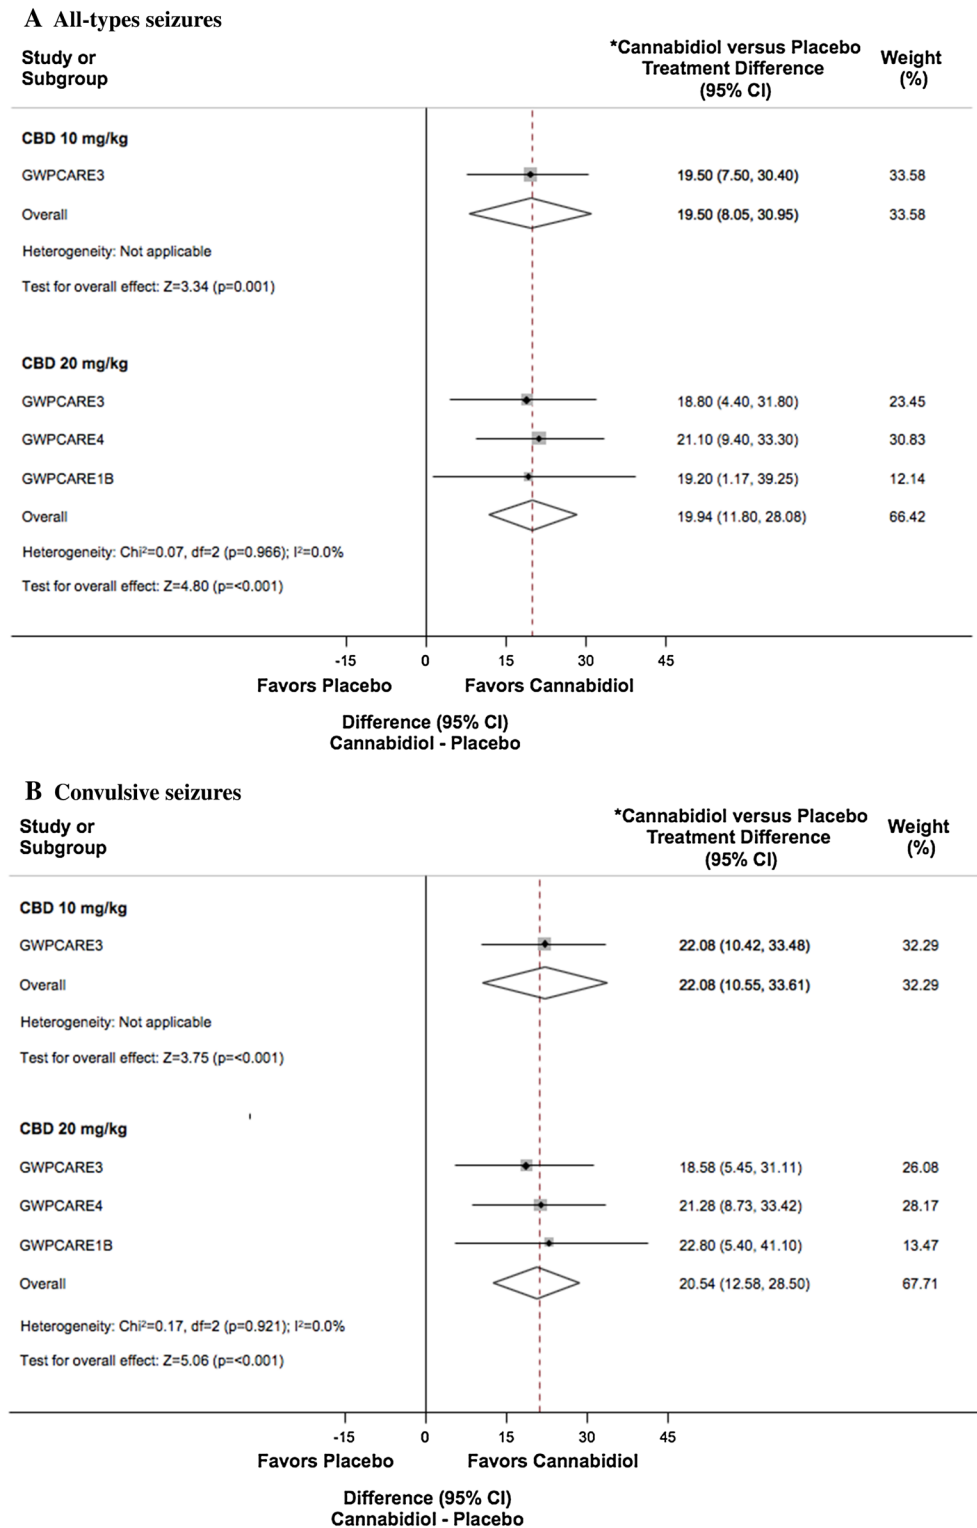 A All-types seizures
Study or
Subgroup
*Cannabidiol versus Placebo
Treatment Difference
(95% CI)
Weight
(%)
CBD 10 mg/kg
GWPCARE3 19.50 (7.50, 30.40) 33.58
Overall 19.50 (8.05, 30.95) 33.58
Heterogeneity: Not applicable
Test for overall effect: Z=3.34 (p=0.001)
CBD 20 mg/kg
GWPCARE3 18.80 (4.40, 31.80) 23.45
GWPCARE4 21.10 (9.40, 33.30) 30.83
GWPCARE1B 19.20 (1.17, 39.25) 12.14
Overall 19.94 (11.80, 28.08) 66.42
Heterogeneity: Chi²=0.07, df=2 (p=0.966); I²=0.0%
Test for overall effect: Z=4.80 (p=<0.001)
-15 0 15 30 45
Favors Placebo Favors Cannabidiol
Difference (95% CI)
Cannabidiol - Placebo
B Convulsive seizures
Study or
Subgroup
*Cannabidiol versus Placebo
Treatment Difference
(95% CI)
Weight
(%)
CBD 10 mg/kg
GWPCARE3 22.08 (10.42, 33.48) 32.29
Overall 22.08 (10.55, 33.61) 32.29
Heterogeneity: Not applicable
Test for overall effect: Z=3.75 (p=<0.001)
CBD 20 mg/kg
GWPCARE3 18.58 (5.45, 31.11) 26.08
GWPCARE4 21.28 (8.73, 33.42) 28.17
GWPCARE1B 22.80 (5.40, 41.10) 13.47
Overall 20.54 (12.58, 28.50) 67.71
Heterogeneity: Chi²=0.17, df=2 (p=0.921); I²=0.0%
Test for overall effect: Z=5.06 (p=<0.001)
-15 0 15 30 45
Favors Placebo Favors Cannabidiol
Difference (95% CI)
Cannabidiol - Placebo